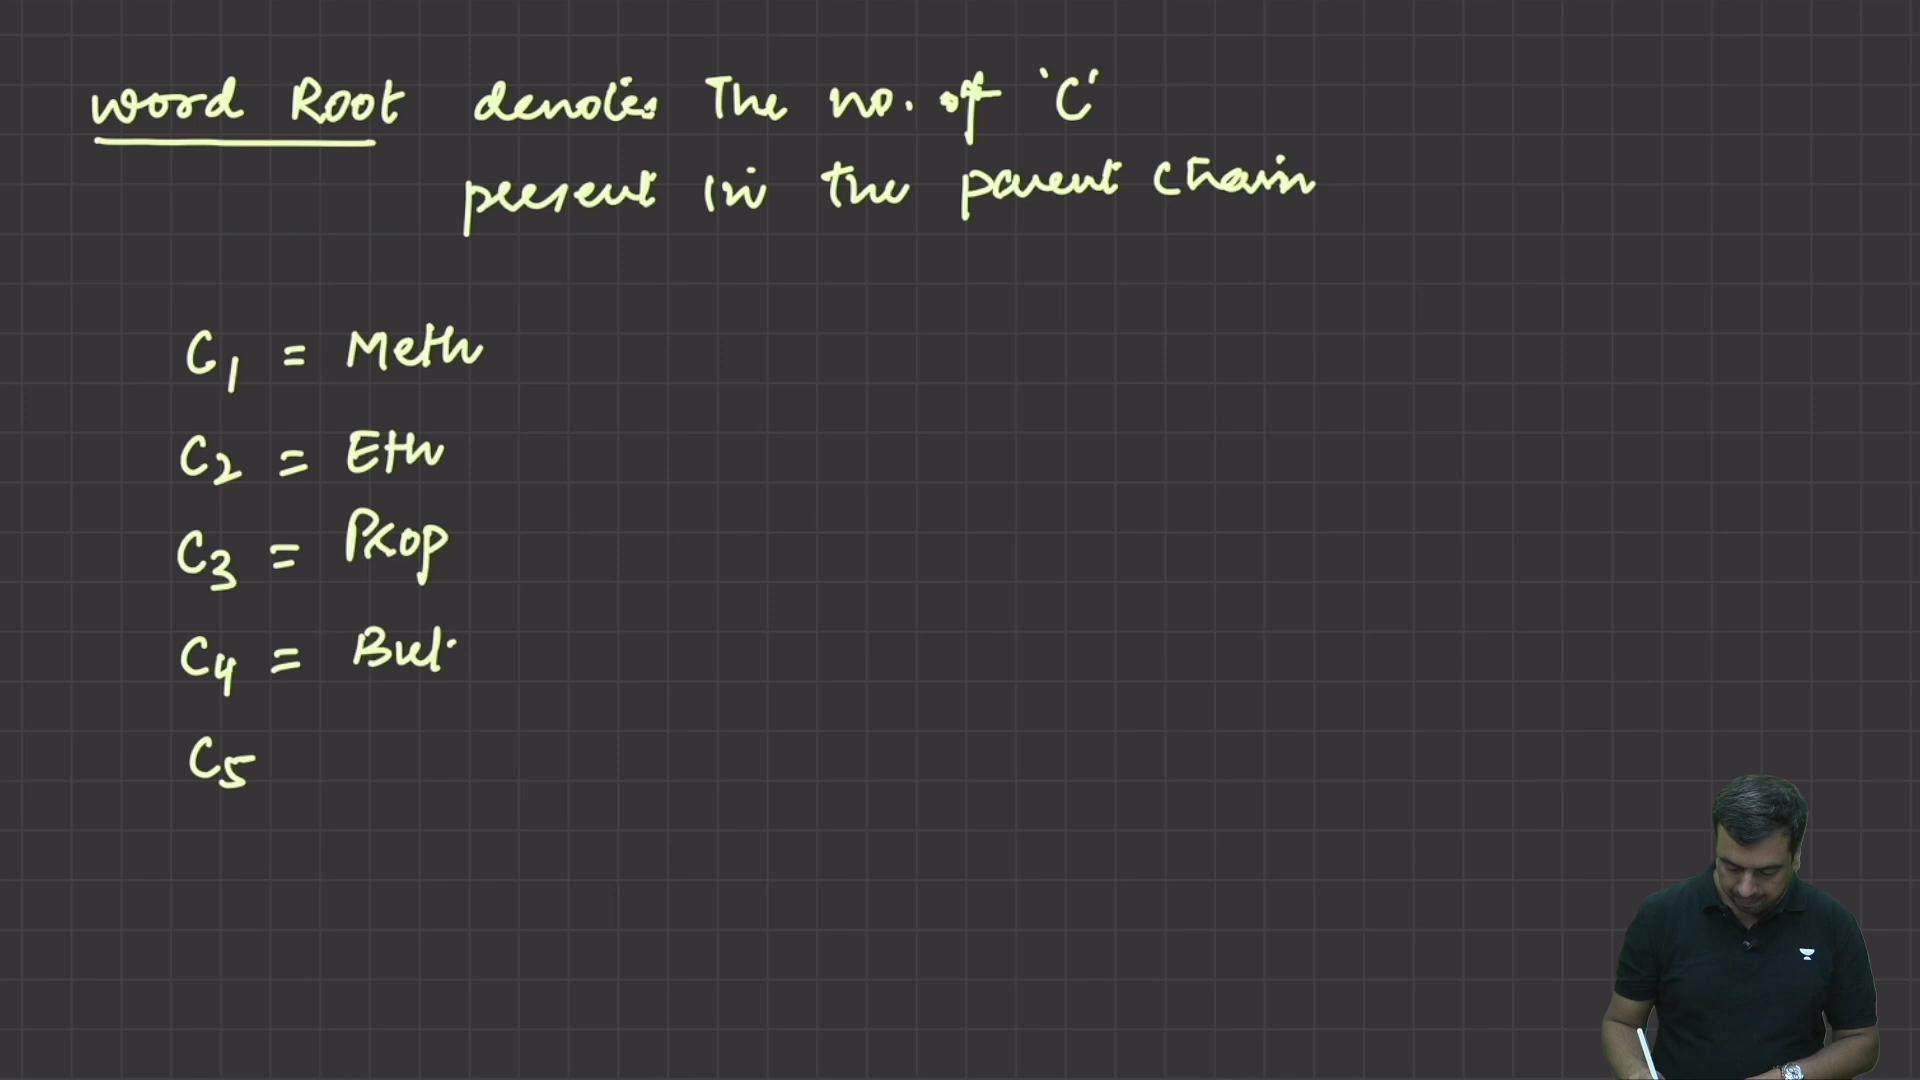 word Root denotes The no. of 'C'
present in the parent chain
C1 = Meth
C2 = Eth
C3 = Prop
C4 = But
C5